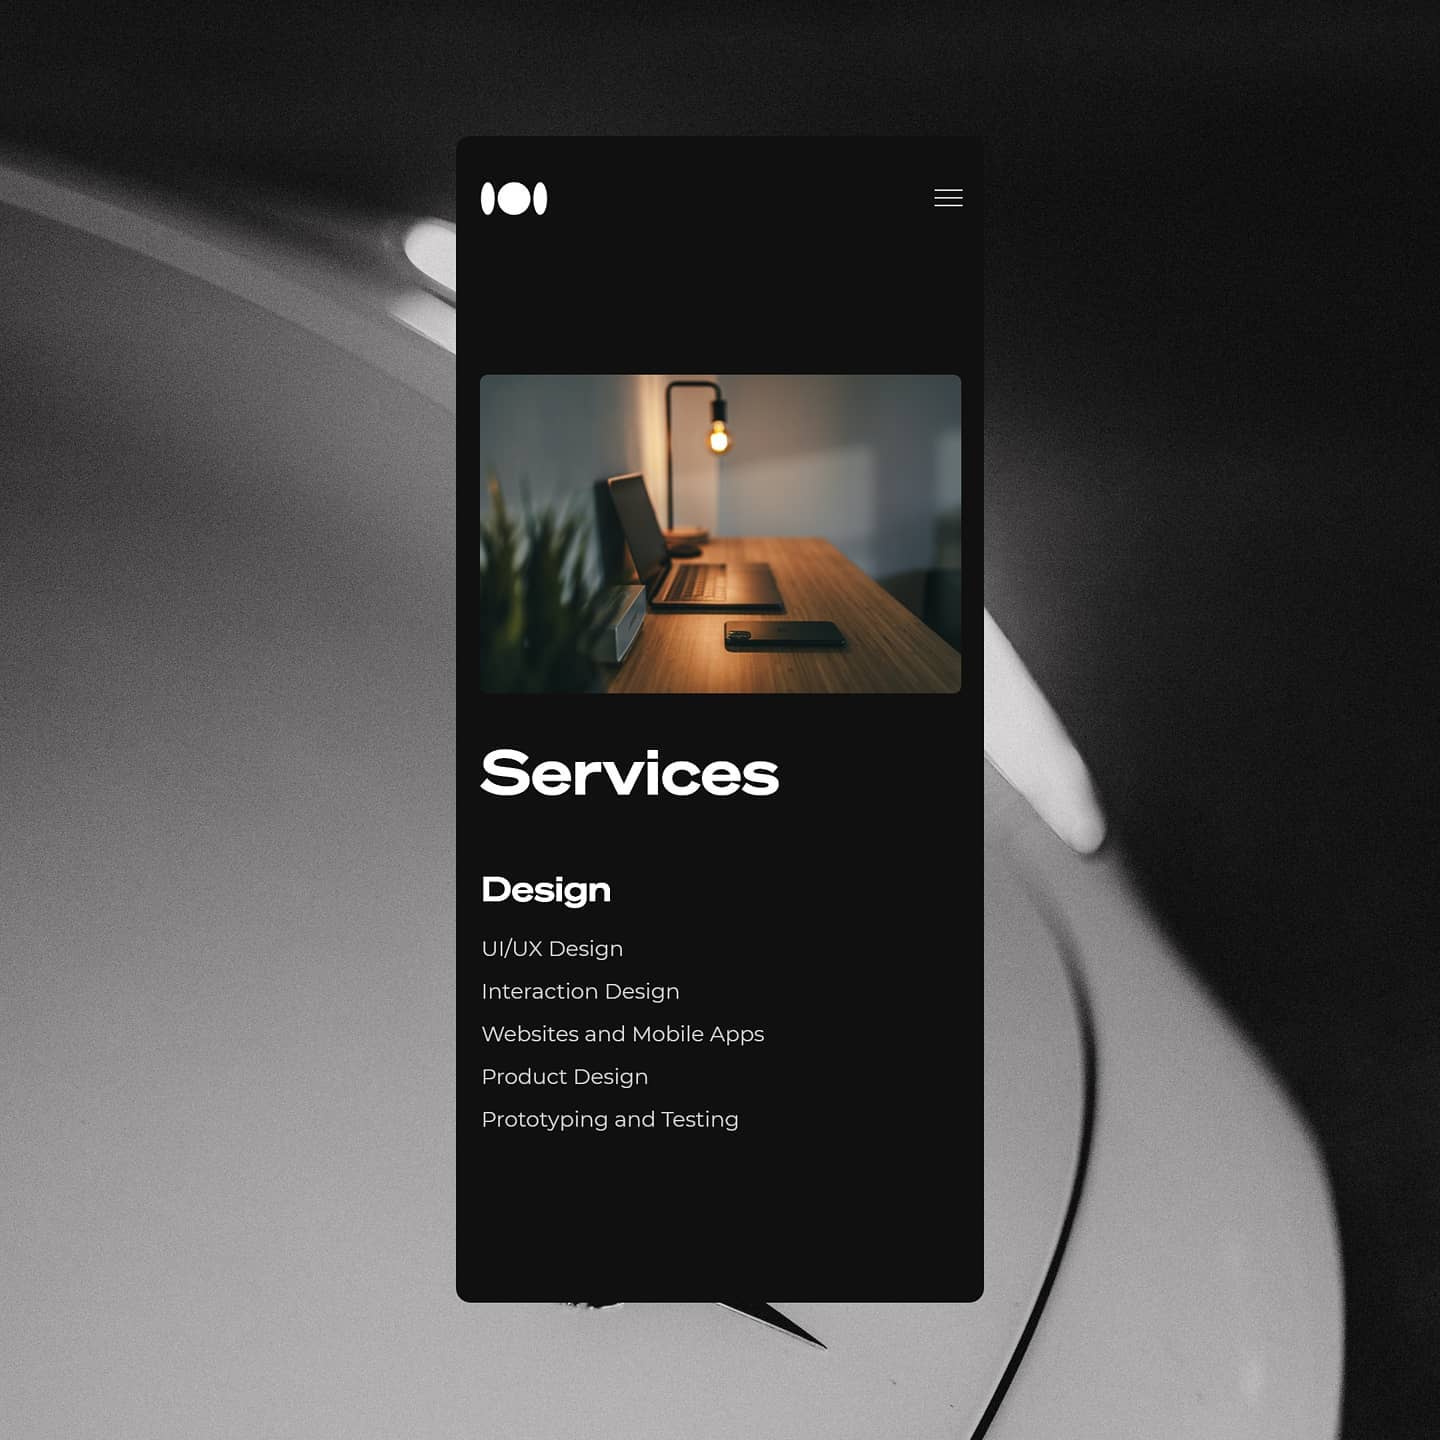 Services
Design
UI/UX Design
Interaction Design
Websites and Mobile Apps
Product Design
Prototyping and Testing